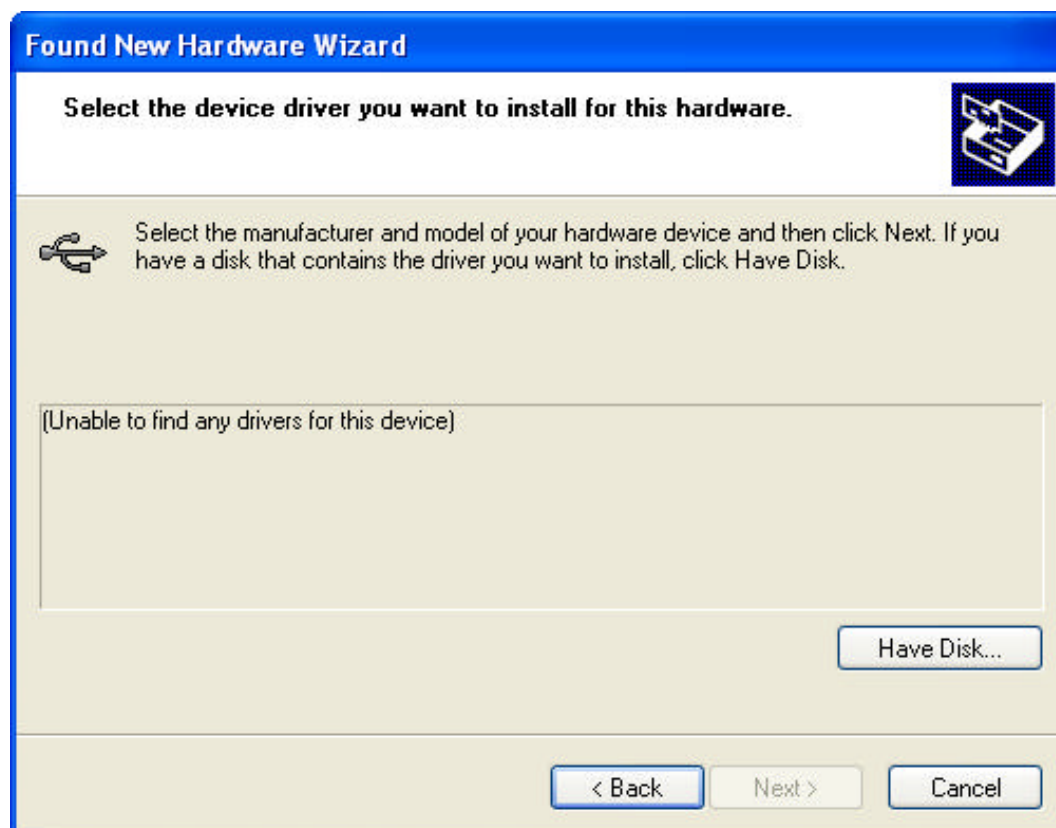 Found New Hardware Wizard
Select the device driver you want to install for this hardware.
Select the manufacturer and model of your hardware device and then click Next. If you
have a disk that contains the driver you want to install, click Have Disk.
(Unable to find any drivers for this device)
Have Disk...
< Back
Next >
Cancel